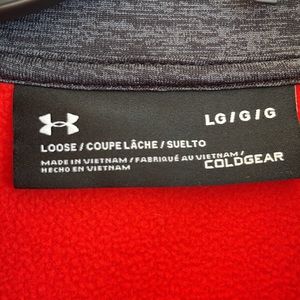 LG/G/G
LOOSE / COUPE LÂCHE / SUELTO
MADE IN VIETNAM / FABRIQUÉ AU VIETNAM /
HECHO EN VIETNAM
COLDGEAR